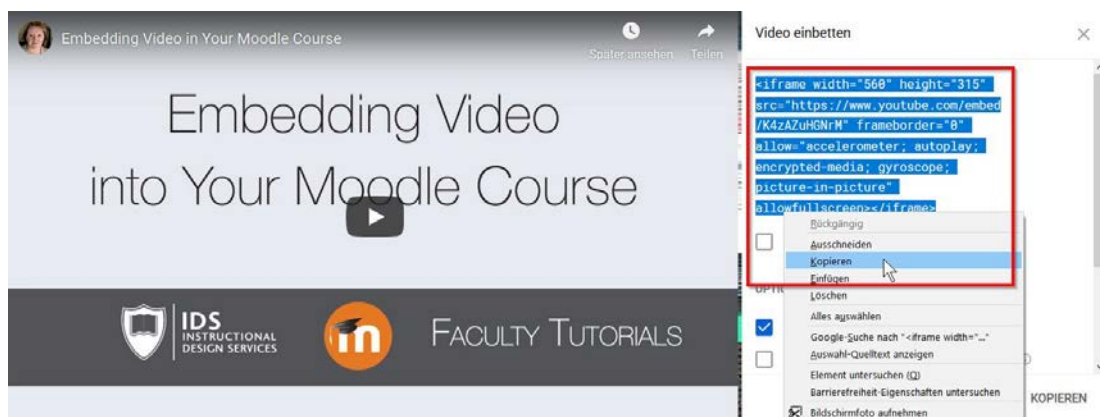 Embedding Video in Your Moodle Course
Später ansehen
Teilen
Embedding Video
into Your Moodle Course
IDS
INSTRUCTIONAL
DESIGN SERVICES
FACULTY TUTORIALS
Video einbetten
<iframe width="560" height="315"
src="https://www.youtube.com/embed
/K4zAZuHGNrM" frameborder="0"
allow="accelerometer; autoplay;
encrypted-media; gyroscope;
picture-in-picture"
allowfullscreen></iframe>
Rückgängig
Ausschneiden
Kopieren
Einfügen
Löschen
Alles auswählen
Google-Suche nach "<iframe width="..."
Auswahl-Quelltext anzeigen
Element untersuchen (Q)
Barrierefreiheit-Eigenschaften untersuchen
Bildschirmfoto aufnehmen
KOPIEREN